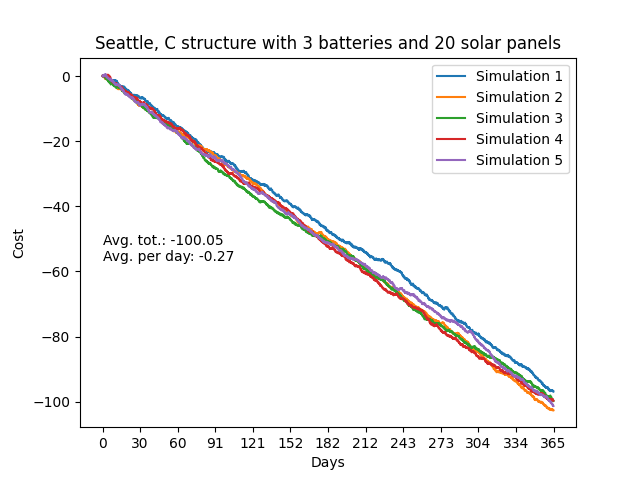 Seattle, C structure with 3 batteries and 20 solar panels
Simulation 1
Simulation 2
Simulation 3
Simulation 4
Simulation 5
0
−20
−40
−60
−80
−100
Cost
Avg. tot.: -100.05
Avg. per day: -0.27
0 30 60 91 121 152 182 212 243 273 304 334 365
Days